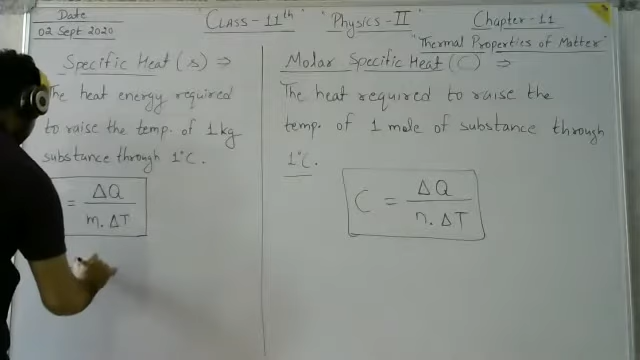 Date
02 Sept 2020
"Class-11th" "Physics-II" Chapter-11
"Thermal Properties of Matter"
Specific Heat (s) ⇒
The heat energy required
to raise the temp. of 1 kg
substance through 1°C.
= ΔQ / m. ΔT
Molar Specific Heat (C) ⇒
The heat required to raise the
temp. of 1 mole of substance through
1°C.
C = ΔQ / n. ΔT